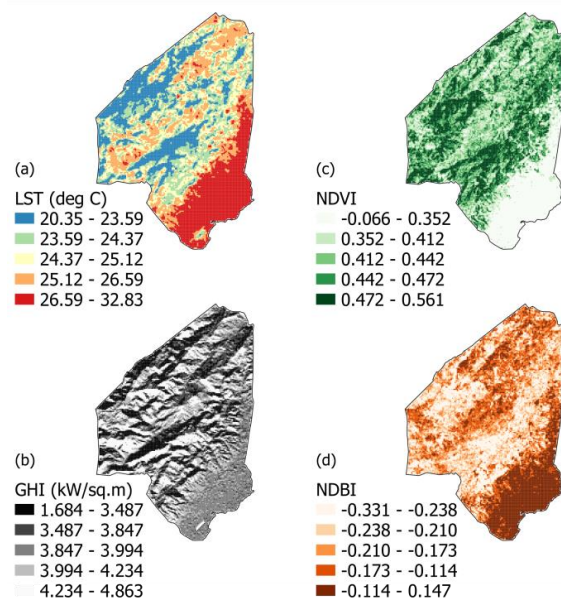 (a)
LST (deg C)
20.35 - 23.59
23.59 - 24.37
24.37 - 25.12
25.12 - 26.59
26.59 - 32.83
(c)
NDVI
-0.066 - 0.352
0.352 - 0.412
0.412 - 0.442
0.442 - 0.472
0.472 - 0.561
(b)
GHI (kW/sq.m)
1.684 - 3.487
3.487 - 3.847
3.847 - 3.994
3.994 - 4.234
4.234 - 4.863
(d)
NDBI
-0.331 - -0.238
-0.238 - -0.210
-0.210 - -0.173
-0.173 - -0.114
-0.114 - 0.147